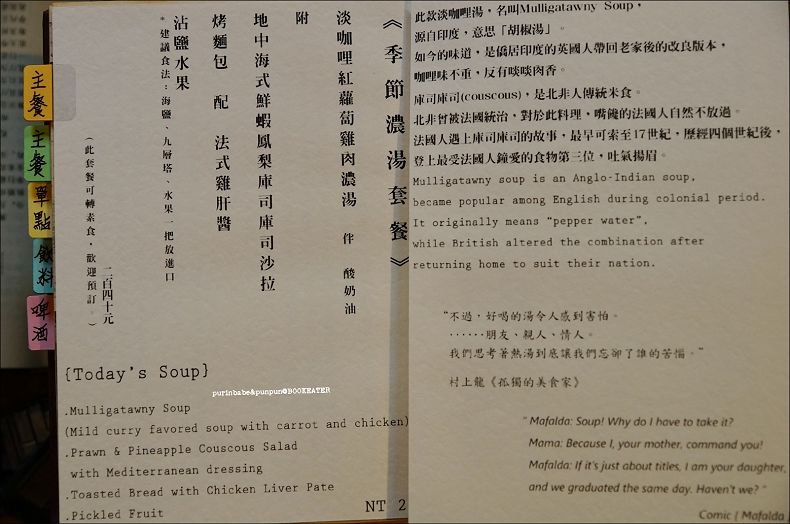 主餐
主餐
單點
飲料
啤酒
《季節濃湯套餐》
淡咖哩紅蘿蔔雞肉濃湯 伴 酸奶油
附
地中海式鮮蝦鳳梨庫司庫司沙拉
烤麵包 配 法式雞肝醬
沾鹽水果
*建議食法:海鹽、九層塔、水果一把放進口
二百四十元
(此套餐可轉素食,歡迎預訂。)
{Today's Soup}
purinbabe&punpun@BOOKEATER
.Mulligatawny Soup
(Mild curry favored soup with carrot and chicken)
.Prawn & Pineapple Couscous Salad
with Mediterranean dressing
.Toasted Bread with Chicken Liver Pate
.Pickled Fruit
NT 2
此款淡咖哩湯,名叫Mulligatawny Soup,
源自印度,意思「胡椒湯」。
如今的味道,是僑居印度的英國人帶回老家後的改良版本,
咖哩味不重,反有啖啖肉香。
庫司庫司(couscous),是北非人傳統米食。
北非曾被法國統治,對於此料理,嘴饞的法國人自然不放過。
法國人遇上庫司庫司的故事,最早可索至17世紀,歷經四個世紀後,
登上最受法國人鐘愛的食物第三位,吐氣揚眉。
Mulligatawny soup is an Anglo-Indian soup,
became popular among English during colonial period.
It originally means "pepper water",
while British altered the combination after
returning home to suit their nation.
"不過,好喝的湯令人感到害怕。
⋯⋯朋友、親人、情人。
我們思考著熱湯到底讓我們忘卻了誰的苦惱。"
村上龍《孤獨的美食家》
" Mafalda: Soup! Why do I have to take it?
Mama: Because I, your mother, command you!
Mafalda: If it's just about titles, I am your daughter,
and we graduated the same day. Haven't we? "
Comic ( Mafalda